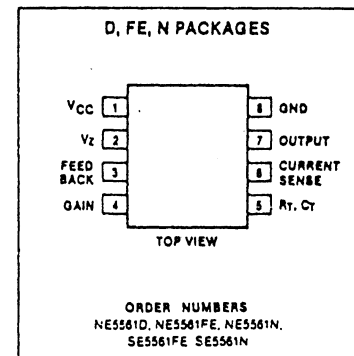 D, FE, N PACKAGES
VCC 1
VZ 2
FEED BACK 3
GAIN 4
8 GND
7 OUTPUT
6 CURRENT SENSE
5 RT, CT
TOP VIEW
ORDER NUMBERS
NE5561D, NE5561FE, NE5561N,
SE5561FE SE5561N